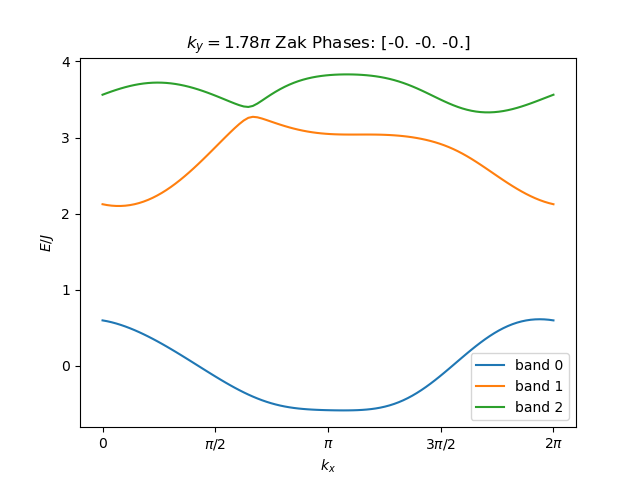 $k_y = 1.78\pi$ Zak Phases: [-0. -0. -0.]
E/J
4
3
2
1
0
0
π/2
π
3π/2
2π
$k_x$
band 0
band 1
band 2